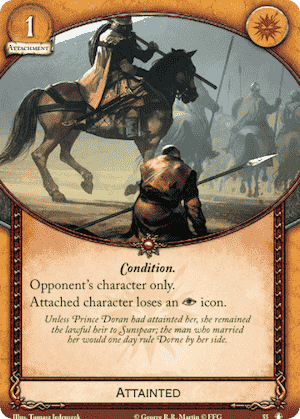 1
Attachment
Condition.
Opponent's character only.
Attached character loses an icon.
Unless Prince Doran had attainted her, she remained
the lawful heir to Sunspear; the man who married
her would one day rule Dorne by her side.
Attainted
Illus. Tomasz Jedruszek © George R.R. Martin © FFG